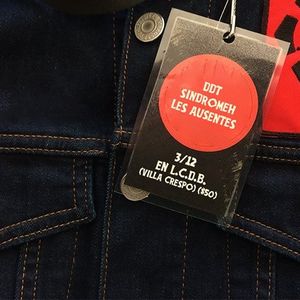 DDT
SINDROMEH
LES AUSENTES
3/12
EN L.C.D.B.
(VILLA CRESPO) ($50)